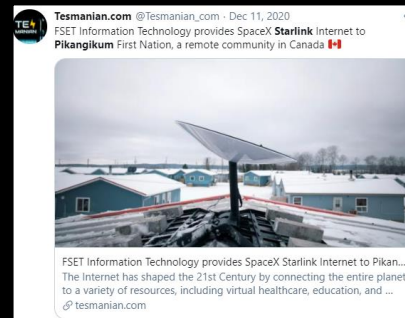 Tesmanian.com @Tesmanian_com · Dec 11, 2020
FSET Information Technology provides SpaceX Starlink Internet to
Pikangikum First Nation, a remote community in Canada 🇨🇦
FSET Information Technology provides SpaceX Starlink Internet to Pikan...
The Internet has shaped the 21st Century by connecting the entire planet
to a variety of resources, including virtual healthcare, education, and ...
tesmanian.com